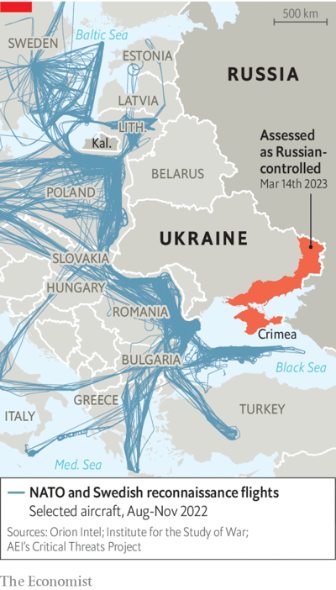 500 km
SWEDEN
Baltic Sea
ESTONIA
RUSSIA
LATVIA
LITH.
Kal.
Assessed
as Russian-
controlled
Mar 14th 2023
BELARUS
POLAND
UKRAINE
SLOVAKIA
HUNGARY
ROMANIA
Crimea
BULGARIA
Black Sea
GREECE
ITALY
TURKEY
Med. Sea
NATO and Swedish reconnaissance flights
Selected aircraft, Aug-Nov 2022
Sources: Orion Intel; Institute for the Study of War;
AEI's Critical Threats Project
The Economist